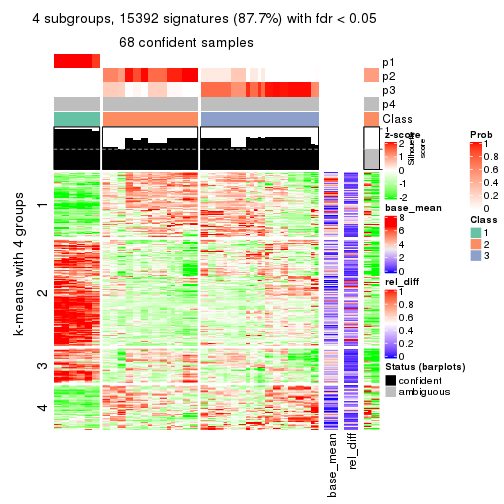 4 subgroups, 15392 signatures (87.7%) with fdr < 0.05
68 confident samples
p1
p2
p3
p4
Class
1
Silhouette
score
k-means with 4 groups
1
2
3
4
base_mean
rel_diff
z-score
2
1
0
-1
-2
base_mean
8
6
4
2
0
rel_diff
1
0.8
0.6
0.4
0.2
0
Status (barplots)
confident
ambiguous
Prob
1
0.8
0.6
0.4
0.2
0
Class
1
2
3